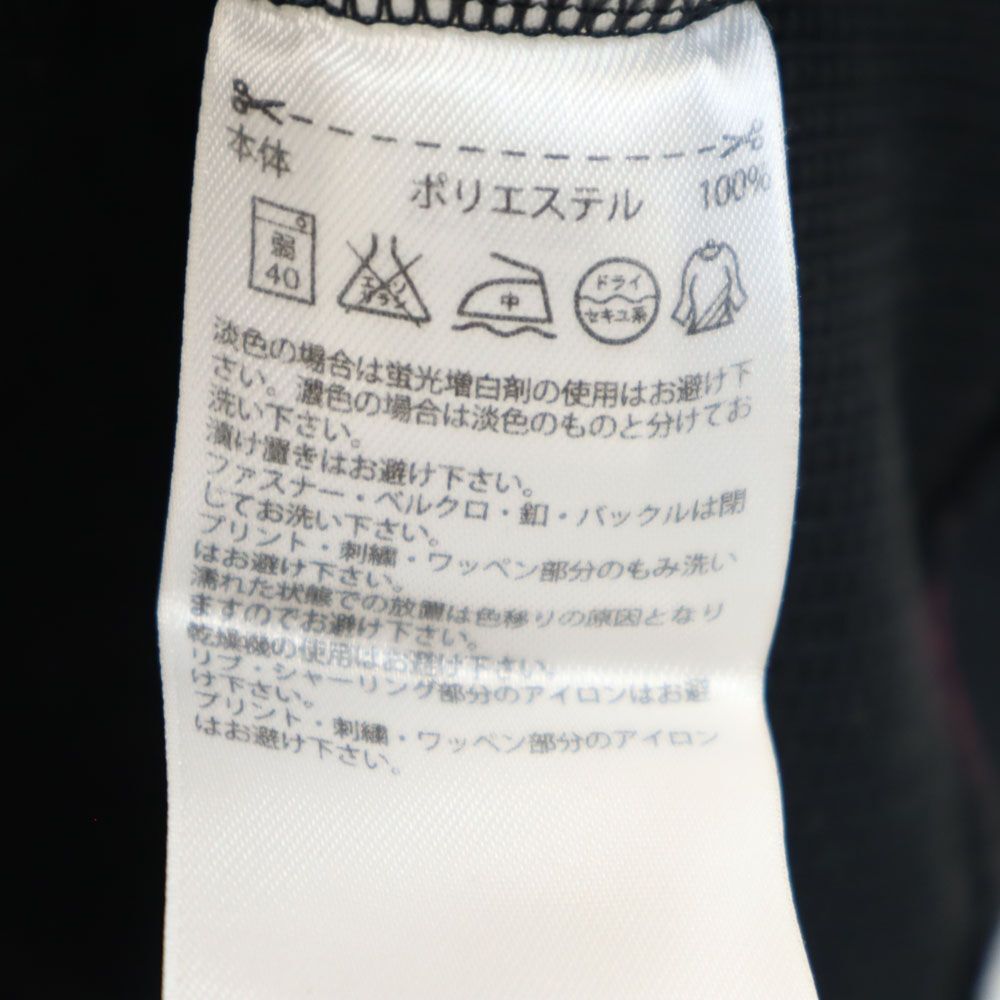 本体
ポリエステル 100%
弱
40
エンソ
サラシ
中
ドライ
セキユ系
淡色の場合は蛍光増白剤の使用はお避け下
さい。濃色の場合は淡色のものと分けてお
洗い下さい。
漬け置きはお避け下さい。
ファスナー・ベルクロ・釦・バックルは閉
じてお洗い下さい。
プリント・刺繍・ワッペン部分のもみ洗い
はお避け下さい。
濡れた状態での放置は色移りの原因となり
ますのでお避け下さい。
乾燥機の使用はお避け下さい。
リブ・シャーリング部分のアイロンはお避
け下さい。
プリント・刺繍・ワッペン部分のアイロン
はお避け下さい。